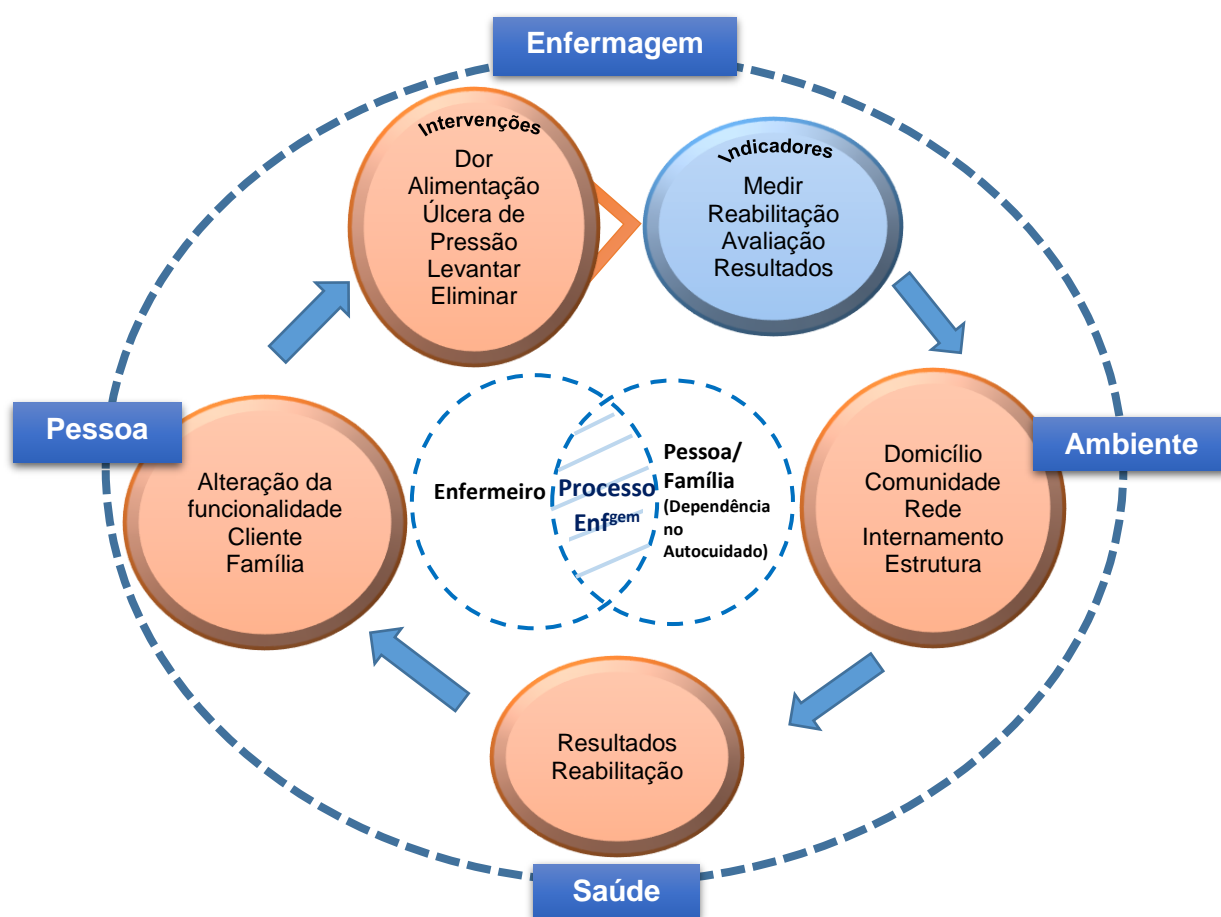 Enfermagem
Intervenções
Dor
Alimentação
Úlcera de
Pressão
Levantar
Eliminar
Indicadores
Medir
Reabilitação
Avaliação
Resultados
Pessoa
Ambiente
Alteração da
funcionalidade
Cliente
Família
Enfermeiro
Processo
Enfgem
Pessoa/
Família
(Dependência
no
Autocuidado)
Domicílio
Comunidade
Rede
Internamento
Estrutura
Resultados
Reabilitação
Saúde